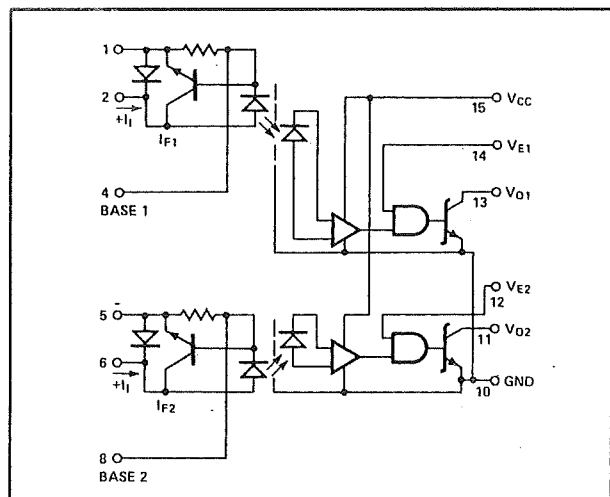 1
2
+I_I
I_F1
4
BASE 1
15 V_CC
V_E1
14
V_O1
13
5 -
6
+I_I
I_F2
8
BASE 2
V_E2
12
V_O2
11
GND
10